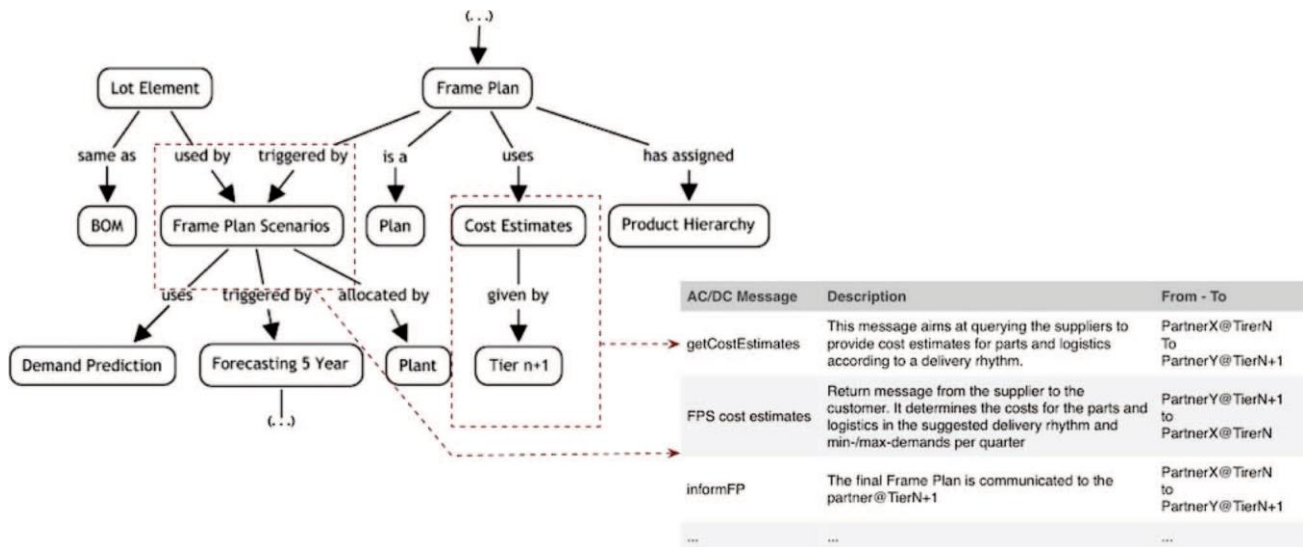 (...)
Lot Element
Frame Plan
same as
used by
triggered by
is a
uses
has assigned
BOM
Frame Plan Scenarios
Plan
Cost Estimates
Product Hierarchy
uses
triggered by
allocated by
given by
Demand Prediction
Forecasting 5 Year
Plant
Tier n+1
(...)
AC/DC Message
Description
From - To
getCostEstimates
This message aims at querying the suppliers to
provide cost estimates for parts and logistics
according to a delivery rhythm.
PartnerX@TirerN
To
PartnerY@TierN+1
FPS cost estimates
Return message from the supplier to the
customer. It determines the costs for the parts and
logistics in the suggested delivery rhythm and
min-/max-demands per quarter
PartnerY@TierN+1
to
PartnerX@TirerN
informFP
The final Frame Plan is communicated to the
partner@TierN+1
PartnerX@TirerN
to
PartnerY@TierN+1
...
...
...